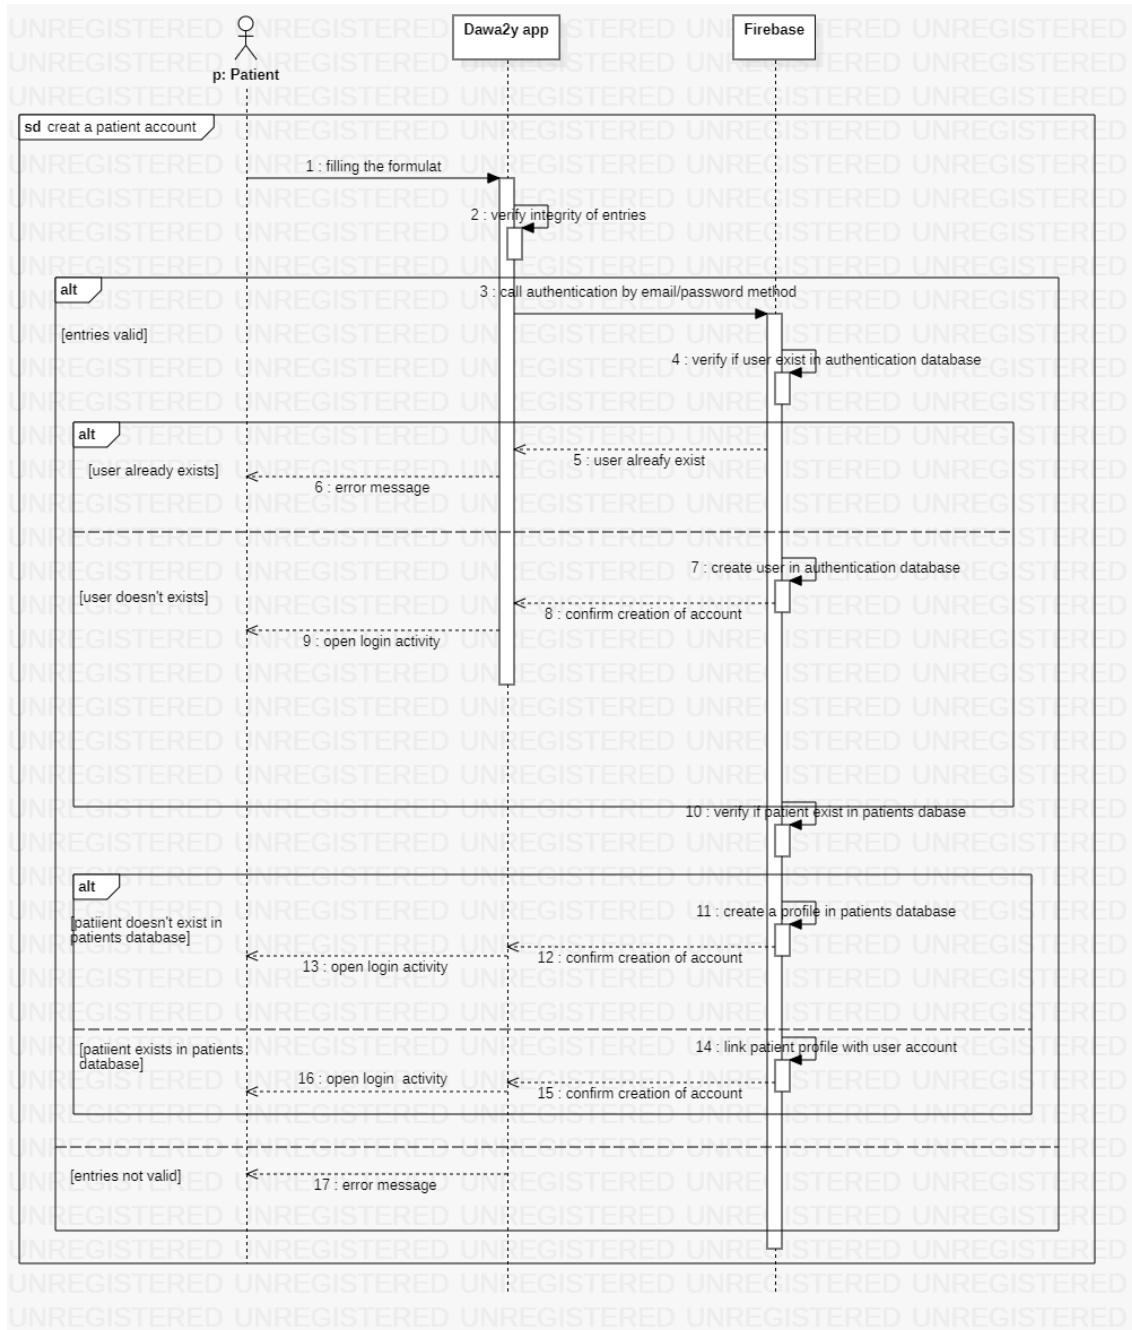 Dawa2y app
Firebase
p: Patient
sd creat a patient account
1 : filling the formulat
2 : verify integrity of entries
alt
3 : call authentication by email/password method
[entries valid]
4 : verify if user exist in authentication database
alt
5 : user alreafy exist
[user already exists]
6 : error message
7 : create user in authentication database
[user doesn't exists]
8 : confirm creation of account
9 : open login activity
10 : verify if patient exist in patients dabase
alt
11 : create a profile in patients database
[patiient doesn't exist in
patients database]
12 : confirm creation of account
13 : open login activity
14 : link patient profile with user account
[patiient exists in patients
database]
16 : open login  activity
15 : confirm creation of account
[entries not valid]
17 : error message
UNREGISTERED